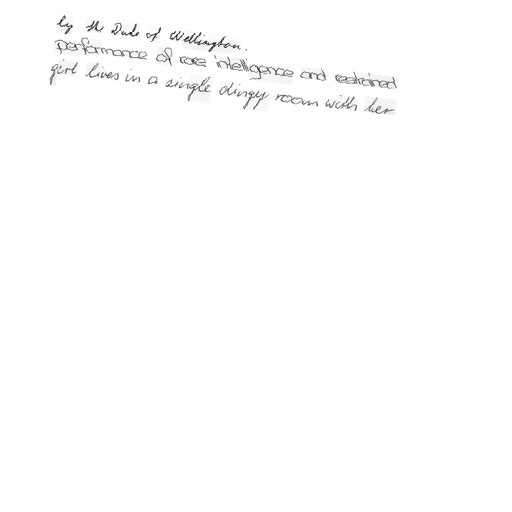 by the Duke of Wellington.
performance of rare intelligence and restrained
girl lives in a single dingy room with her